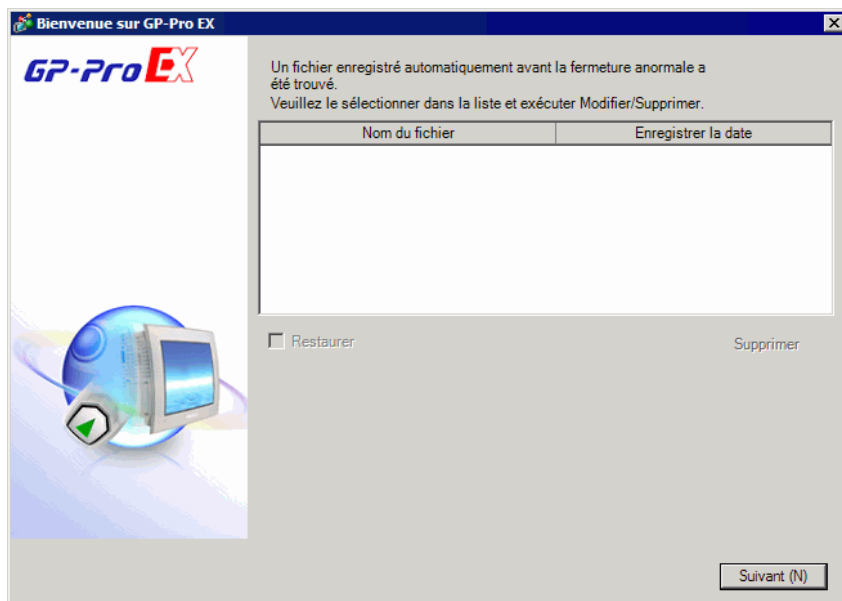 Bienvenue sur GP-Pro EX
GP-Pro EX
Un fichier enregistré automatiquement avant la fermeture anormale a
été trouvé.
Veuillez le sélectionner dans la liste et exécuter Modifier/Supprimer.
Nom du fichier
Enregistrer la date
Restaurer
Supprimer
Suivant (N)